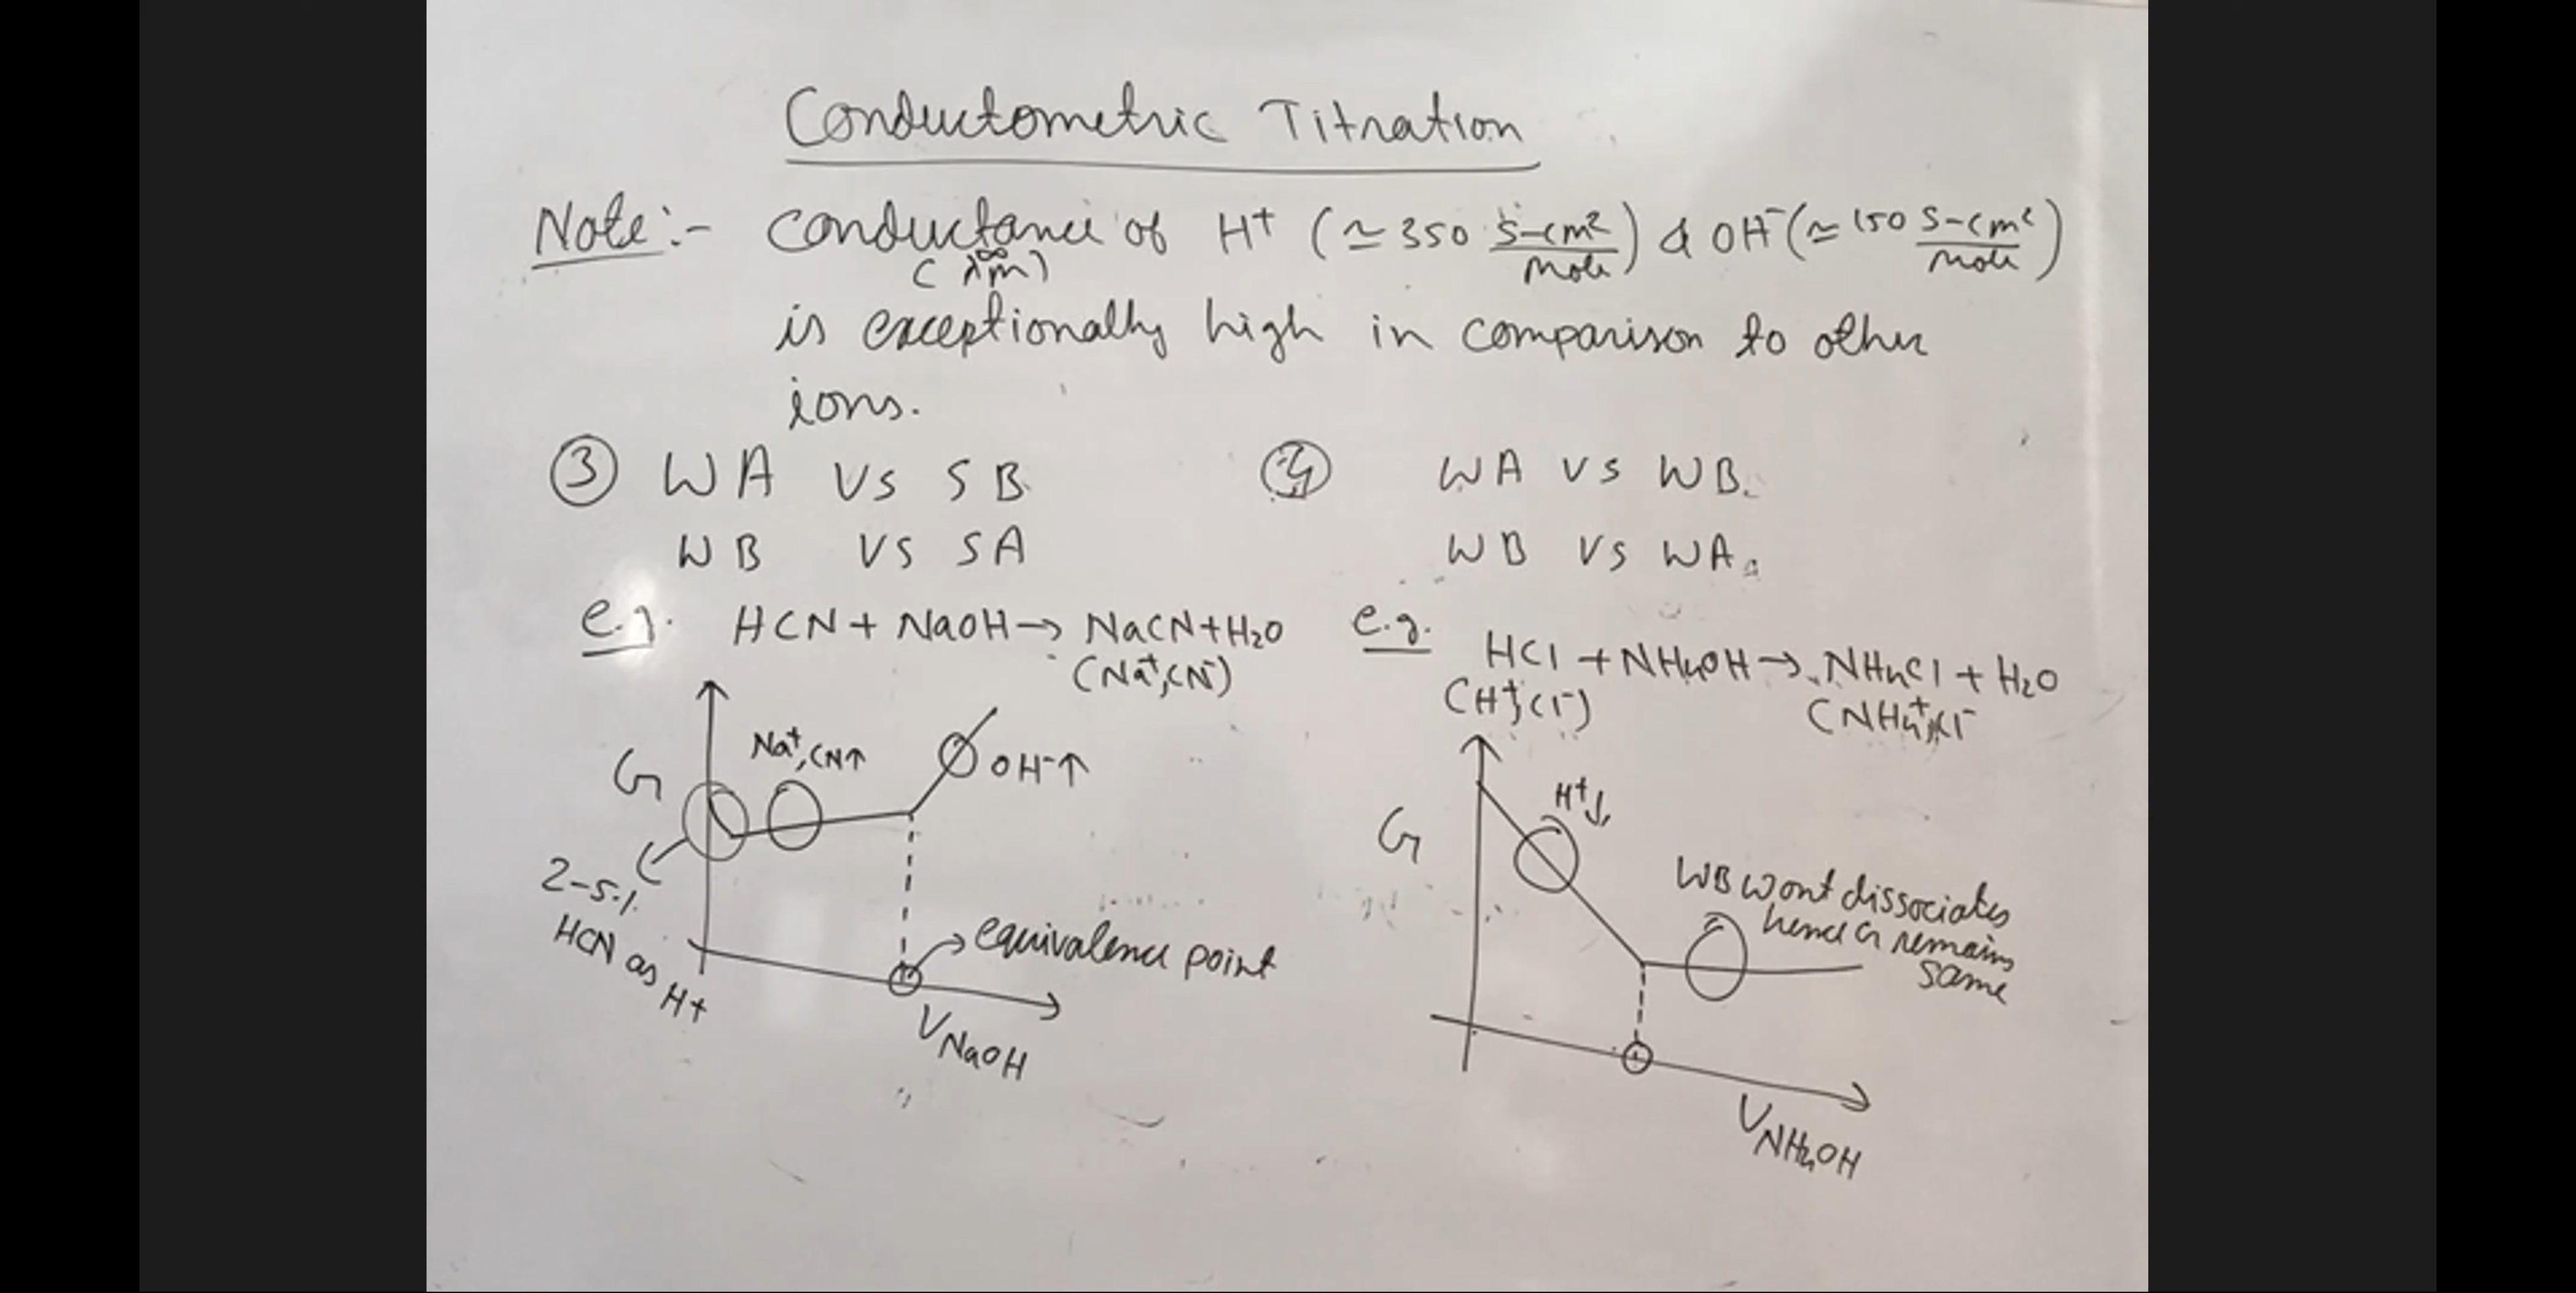 Conductometric Titration
Note:- Conductance of H⁺ (≃350 S-cm²/mole) & OH⁻(≃150 S-cm²/mole)
(λ∞m)
is exceptionally high in comparison to other
ions.
③ WA VS SB
WB VS SA
e.g. HCN + NaOH → NaCN + H₂O
(Na⁺, CN⁻)
G
Na⁺, CN↑
OH⁻↑
2-5%
HCN as H+
equivalence point
V NaOH
④ WA VS WB.
WB VS WA.
e.g. HCl + NH₄OH → NH₄Cl + H₂O
(H⁺, Cl⁻)
(NH₄⁺, Cl⁻
G
H⁺↓
WB wont dissociates
hence G remains
same
V NH₄OH